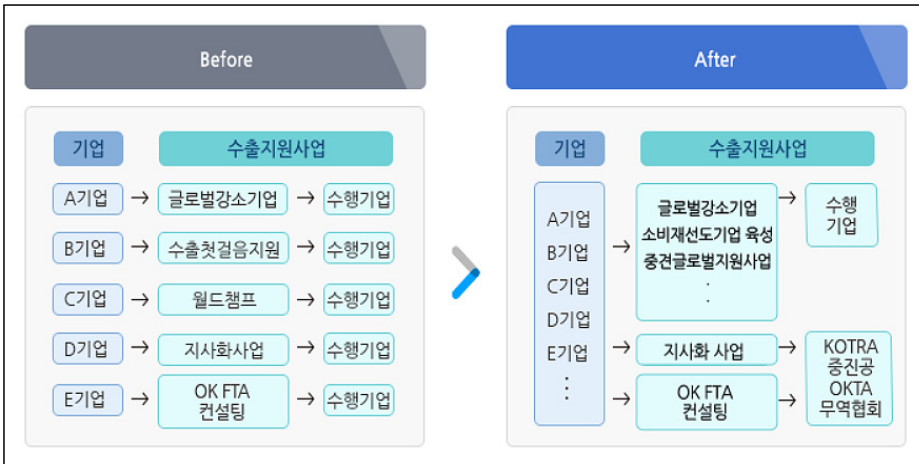 Before
기업 수출지원사업
A기업 → 글로벌강소기업 → 수행기업
B기업 → 수출첫걸음지원 → 수행기업
C기업 → 월드챔프 → 수행기업
D기업 → 지사화사업 → 수행기업
E기업 → OK FTA
컨설팅 → 수행기업
After
기업 수출지원사업
A기업
B기업
C기업
D기업
E기업
⋮
→ 글로벌강소기업
소비재선도기업 육성
중견글로벌지원사업
:
→ 수행
기업
→ 지사화 사업 →
→ OK FTA
컨설팅 →
KOTRA
중진공
OKTA
무역협회